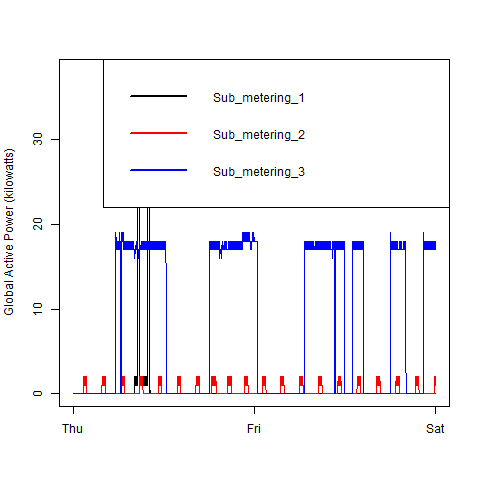 Sub_metering_1
Sub_metering_2
Sub_metering_3
Global Active Power (kilowatts)
30
20
10
0
Thu Fri Sat